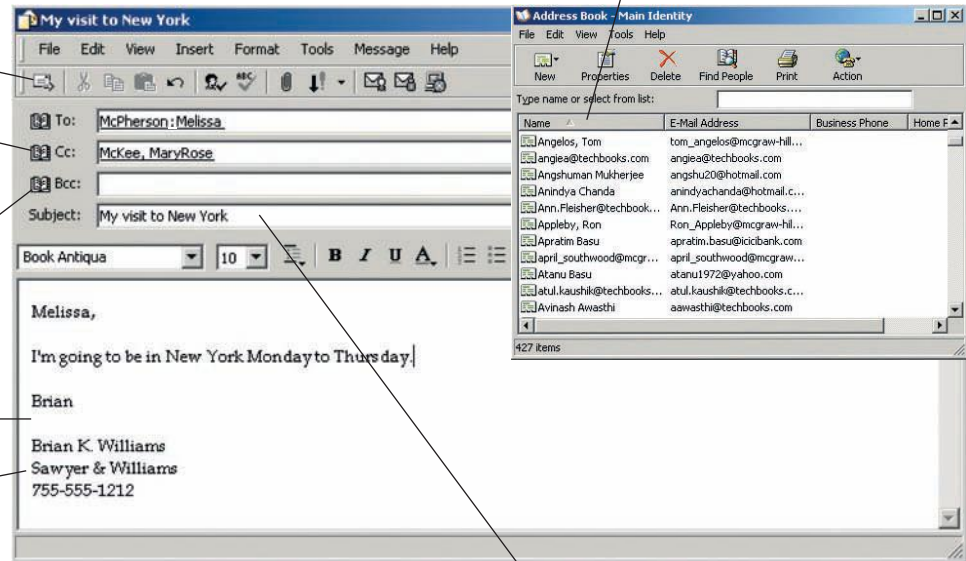 My visit to New York
File Edit View Insert Format Tools Message Help
ABC
To: McPherson:Melissa
Cc: McKee, MaryRose
Bcc:
Subject: My visit to New York
Book Antiqua 10 B I U A
Melissa,
I'm going to be in New York Monday to Thursday.
Brian
Brian K. Williams
Sawyer & Williams
755-555-1212
Address Book - Main Identity
File Edit View Tools Help
New Properties Delete Find People Print Action
Type name or select from list:
Name E-Mail Address Business Phone Home P
Angelos, Tom tom_angelos@mcgraw-hill...
angiea@techbooks.com angiea@techbooks.com
Angshuman Mukherjee angshu20@hotmail.com
Anindya Chanda anindyachanda@hotmail.c...
Ann.Fleisher@techbook... Ann.Fleisher@techbooks....
Appleby, Ron Ron_Appleby@mcgraw-hil...
Apratim Basu apratim.basu@icicibank.com
april_southwood@mcgr... april_southwood@mcgraw...
Atanu Basu atanu1972@yahoo.com
atul.kaushik@techbooks... atul.kaushik@techbooks.c...
Avinash Awasthi aawasthi@techbooks.com
427 items